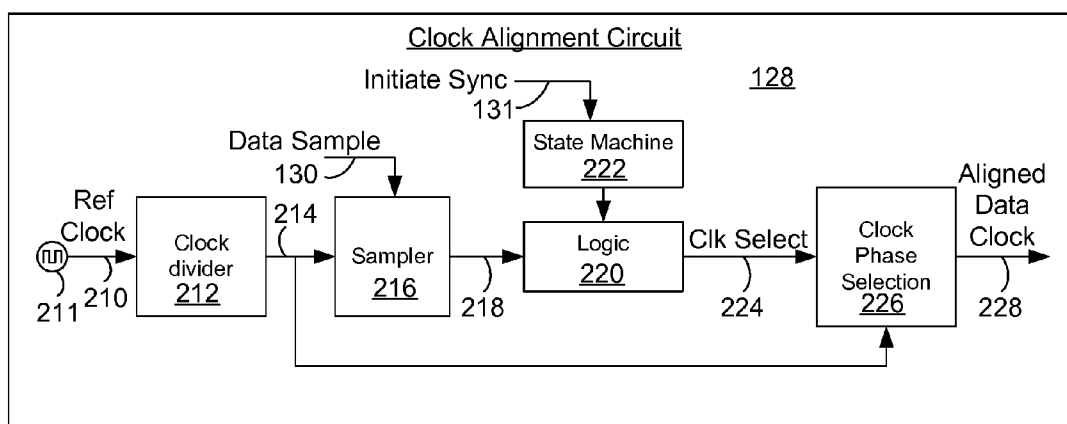 Clock Alignment Circuit
Initiate Sync
128
131
Data Sample
130
State Machine
222
Ref
Clock
214
Aligned
Data
Clock
Clock
divider
212
Sampler
216
Logic
220
Clk Select
Clock
Phase
Selection
226
211
210
218
224
228